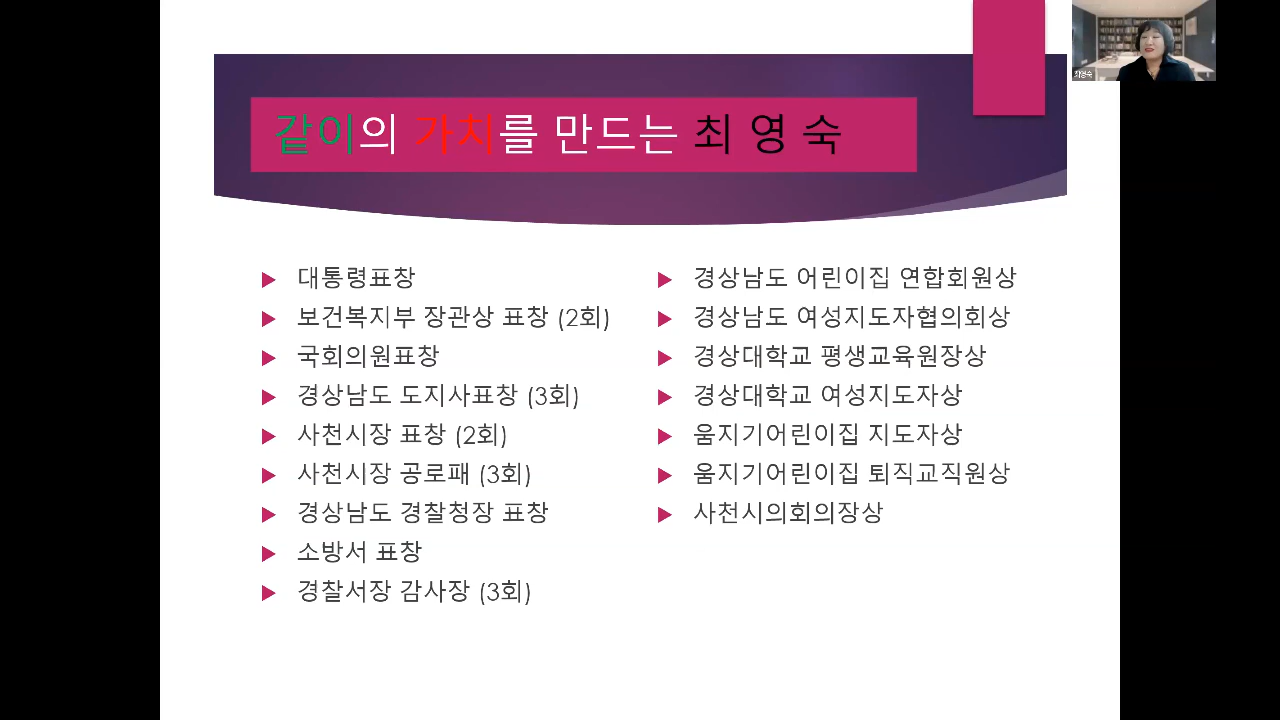 같이의 가치를 만드는 최 영 숙
대통령표창
보건복지부 장관상 표창 (2회)
국회의원표창
경상남도 도지사표창 (3회)
사천시장 표창 (2회)
사천시장 공로패 (3회)
경상남도 경찰청장 표창
소방서 표창
경찰서장 감사장 (3회)
경상남도 어린이집 연합회원상
경상남도 여성지도자협의회상
경상대학교 평생교육원장상
경상대학교 여성지도자상
움지기어린이집 지도자상
움지기어린이집 퇴직교직원상
사천시의회의장상
최영숙